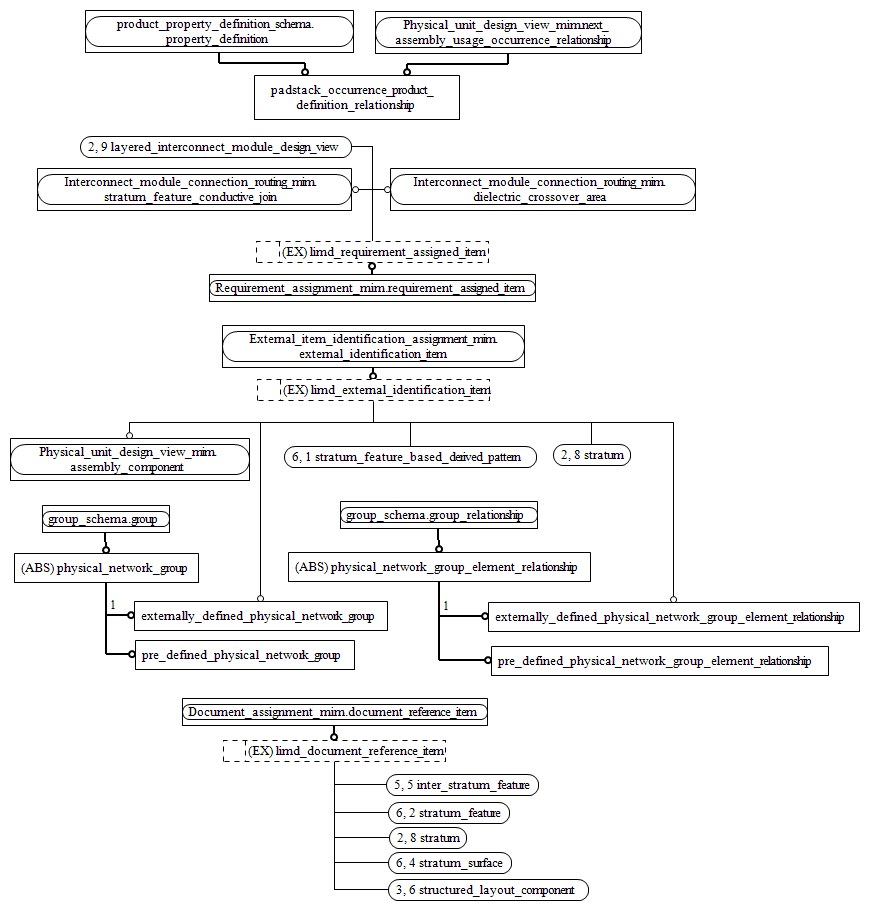 product_property_definition_schema.
property_definition
Physical_unit_design_view_mim.next_
assembly_usage_occurrence_relationship
padstack_occurrence_product_
definition_relationship
2, 9 layered_interconnect_module_design_view
Interconnect_module_connection_routing_mim.
stratum_feature_conductive_join
Interconnect_module_connection_routing_mim.
dielectric_crossover_area
(EX) limd_requirement_assigned_item
Requirement_assignment_mim.requirement_assigned_item
External_item_identification_assignment_mim.
external_identification_item
(EX) limd_external_identification_item
Physical_unit_design_view_mim.
assembly_component
6, 1 stratum_feature_based_derived_pattern
2, 8 stratum
group_schema.group
group_schema.group_relationship
(ABS) physical_network_group
(ABS) physical_network_group_element_relationship
1
externally_defined_physical_network_group
1
externally_defined_physical_network_group_element_relationship
pre_defined_physical_network_group
pre_defined_physical_network_group_element_relationship
Document_assignment_mim.document_reference_item
(EX) limd_document_reference_item
5, 5 inter_stratum_feature
6, 2 stratum_feature
2, 8 stratum
6, 4 stratum_surface
3, 6 structured_layout_component